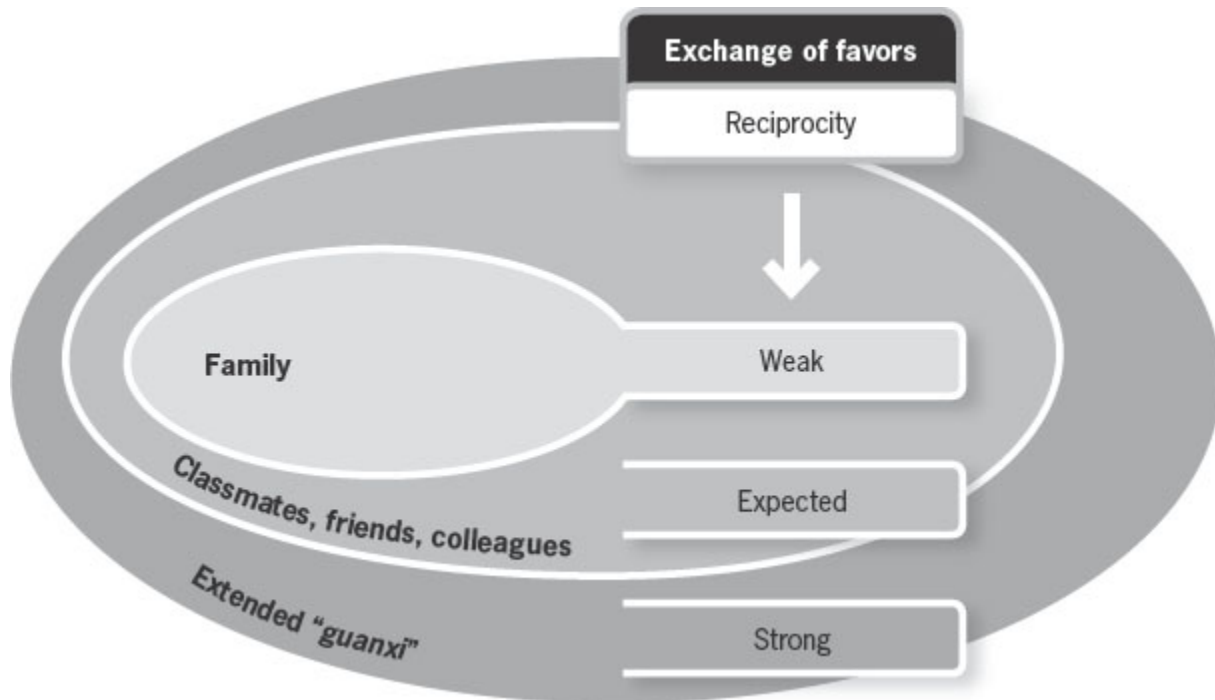 Exchange of favors
Reciprocity
Family
Weak
Classmates, friends, colleagues
Expected
Extended “guanxi”
Strong